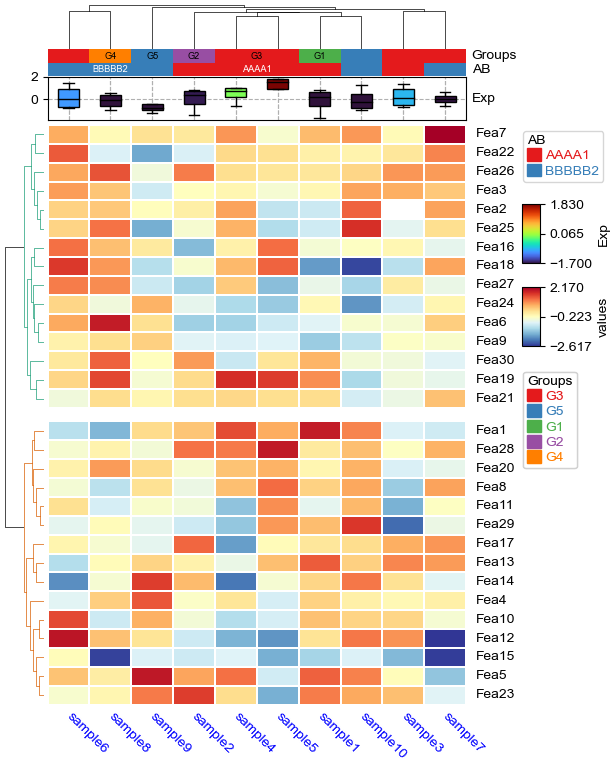 G4 G5 G2 G3 G1 Groups
BBBBB2 AAAA1 AB
2
0 Exp
Fea7
Fea22
Fea26
Fea3
Fea2
Fea25
Fea16
Fea18
Fea27
Fea24
Fea6
Fea9
Fea30
Fea19
Fea21
Fea1
Fea28
Fea20
Fea8
Fea11
Fea29
Fea17
Fea13
Fea14
Fea4
Fea10
Fea12
Fea15
Fea5
Fea23
sample6 sample8 sample9 sample2 sample4 sample5 sample1 sample10 sample3 sample7
AB
AAAA1
BBBBB2
1.830
0.065
−1.700
Exp
2.170
−0.223
−2.617
values
Groups
G3
G5
G1
G2
G4